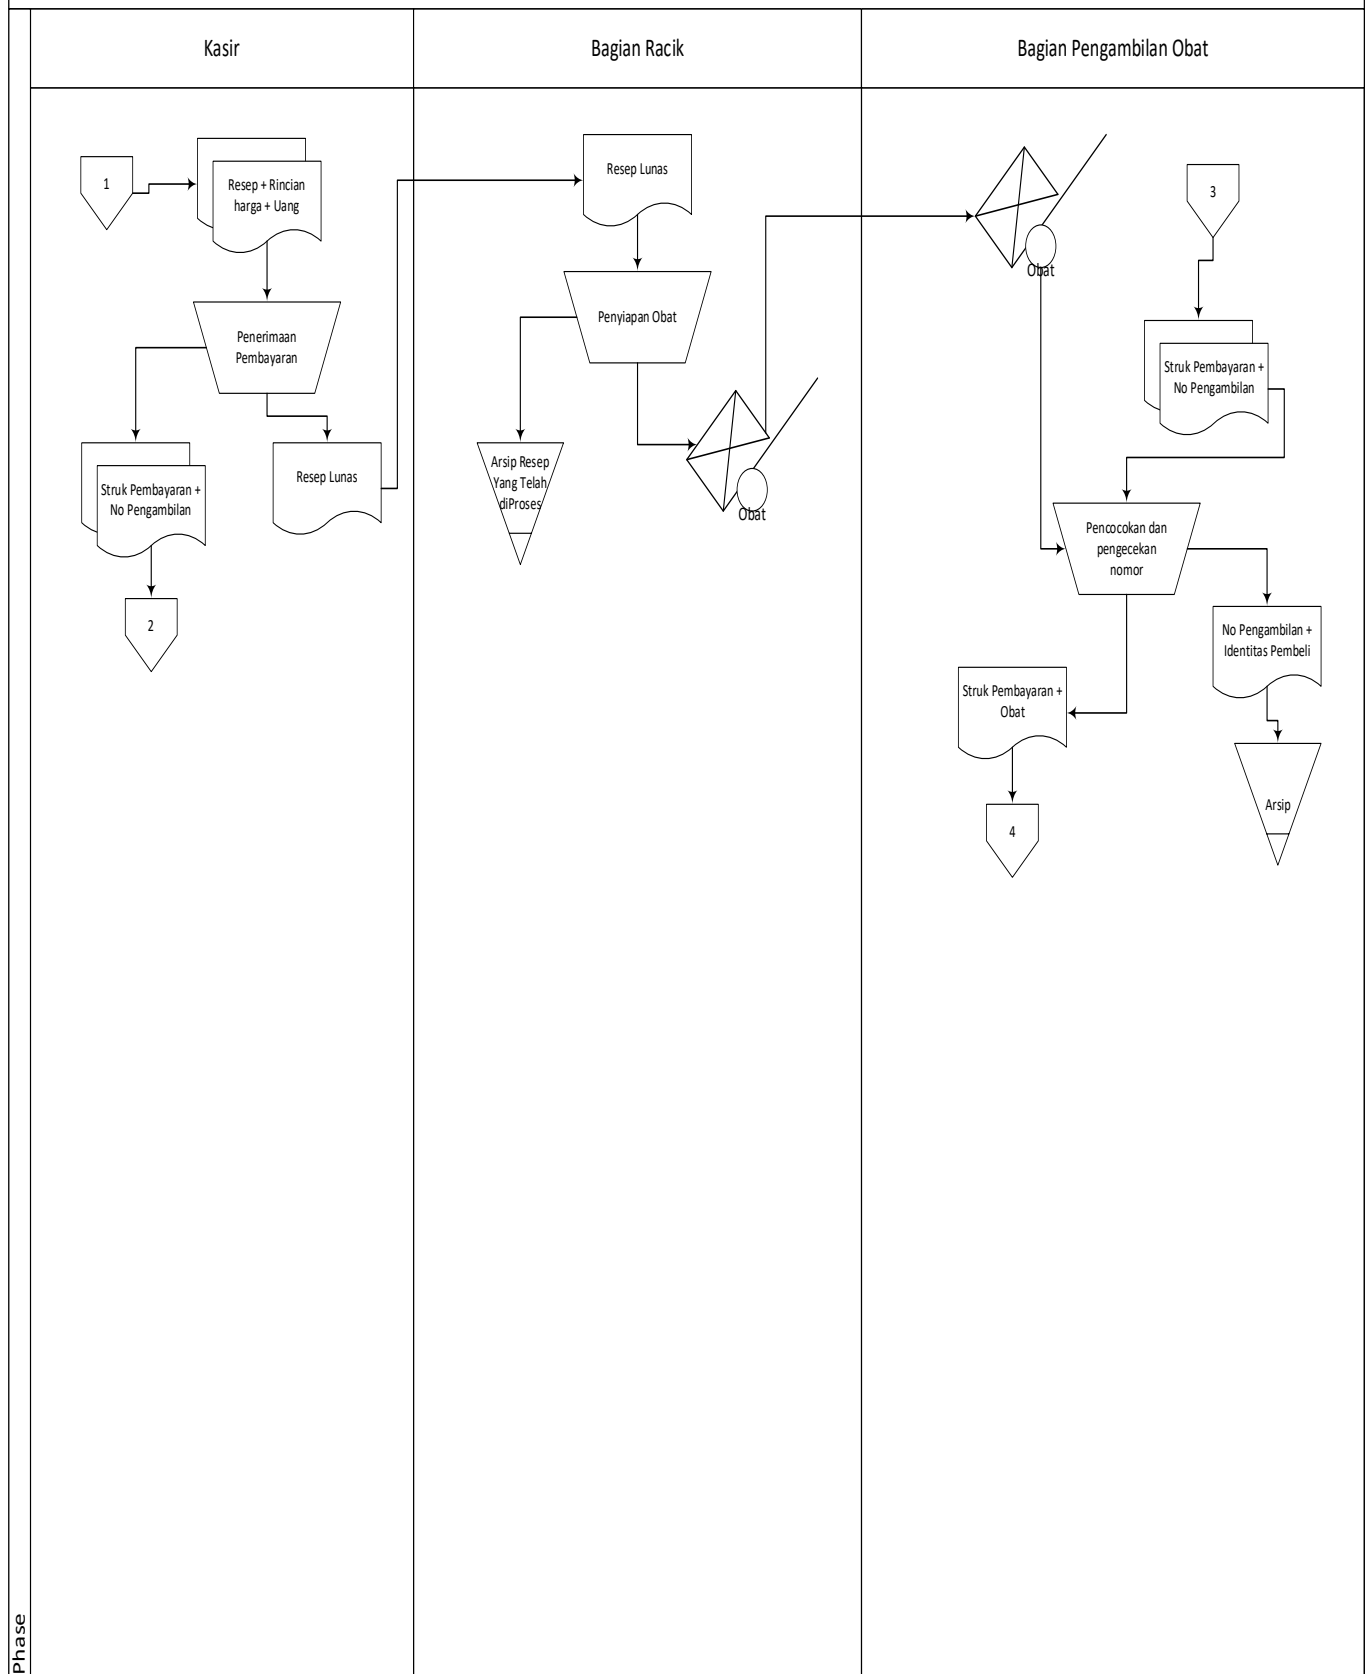 Kasir
Bagian Racik
Bagian Pengambilan Obat
1
Resep + Rincian
harga + Uang
Penerimaan
Pembayaran
Struk Pembayaran +
No Pengambilan
Resep Lunas
2
Resep Lunas
Penyiapan Obat
Arsip Resep
Yang Telah
diProses
Obat
Obat
3
Struk Pembayaran +
No Pengambilan
Pencocokan dan
pengecekan
nomor
No Pengambilan +
Identitas Pembeli
Struk Pembayaran +
Obat
Arsip
4
Phase